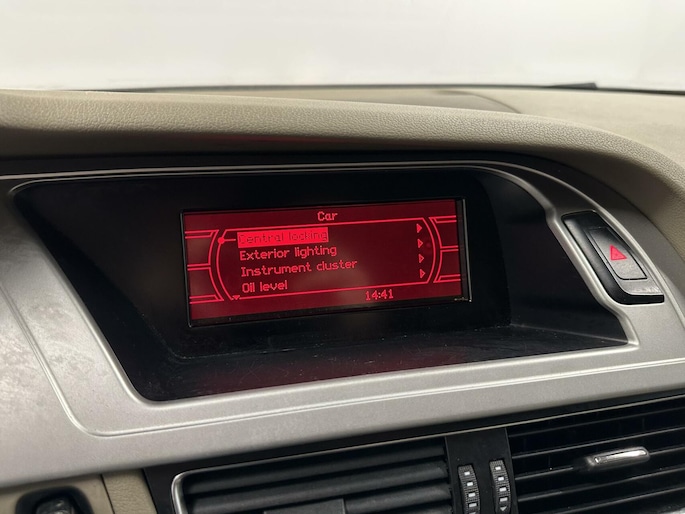 Car
Central locking
Exterior lighting
Instrument cluster
Oil level
14:41